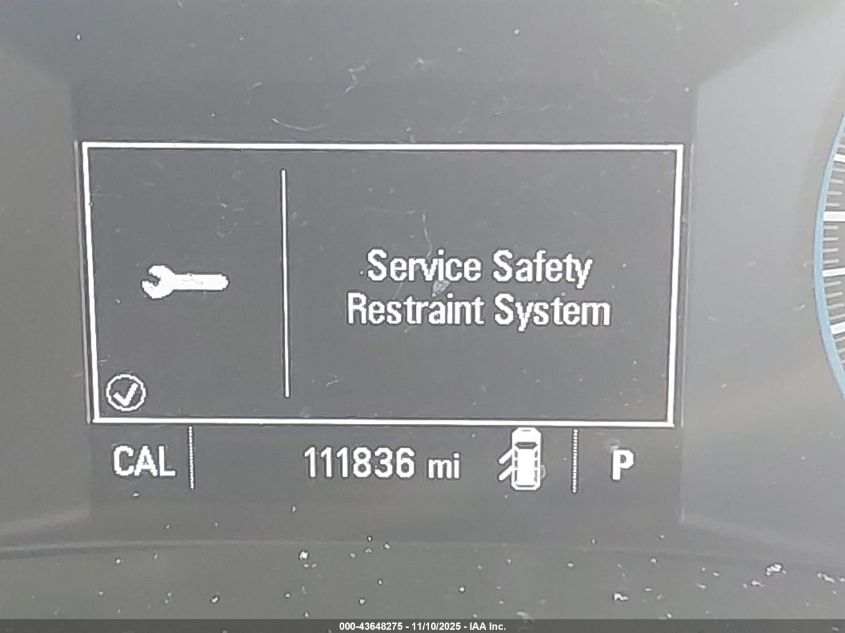 Service Safety
Restraint System
CAL
111836 mi
P
000-43648275 - 11/10/2025 - IAA Inc.